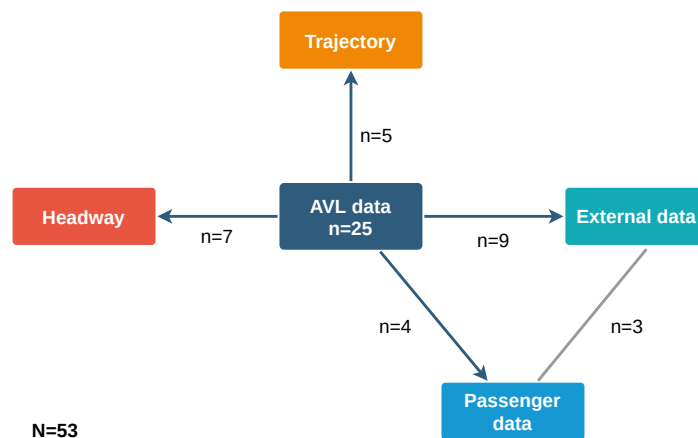 Trajectory
n=5
Headway
AVL data
n=25
External data
n=7
n=9
n=4
n=3
Passenger
data
N=53